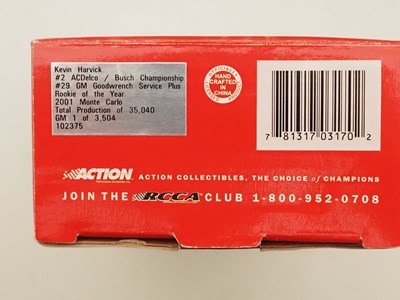 Kevin Harvick
#2 ACDelco / Busch Championship
#29 GM Goodwrench Service Plus
Rookie of the Year
2001 Monte Carlo
Total Production of 35,040
GM 1 of 3,504
102375
HAND
CRAFTED
IN
CHINA
7 81317 03170 2
ACTION
ACTION COLLECTIBLES, THE CHOICE of CHAMPIONS
JOIN THE RCCA CLUB 1-800-952-0708